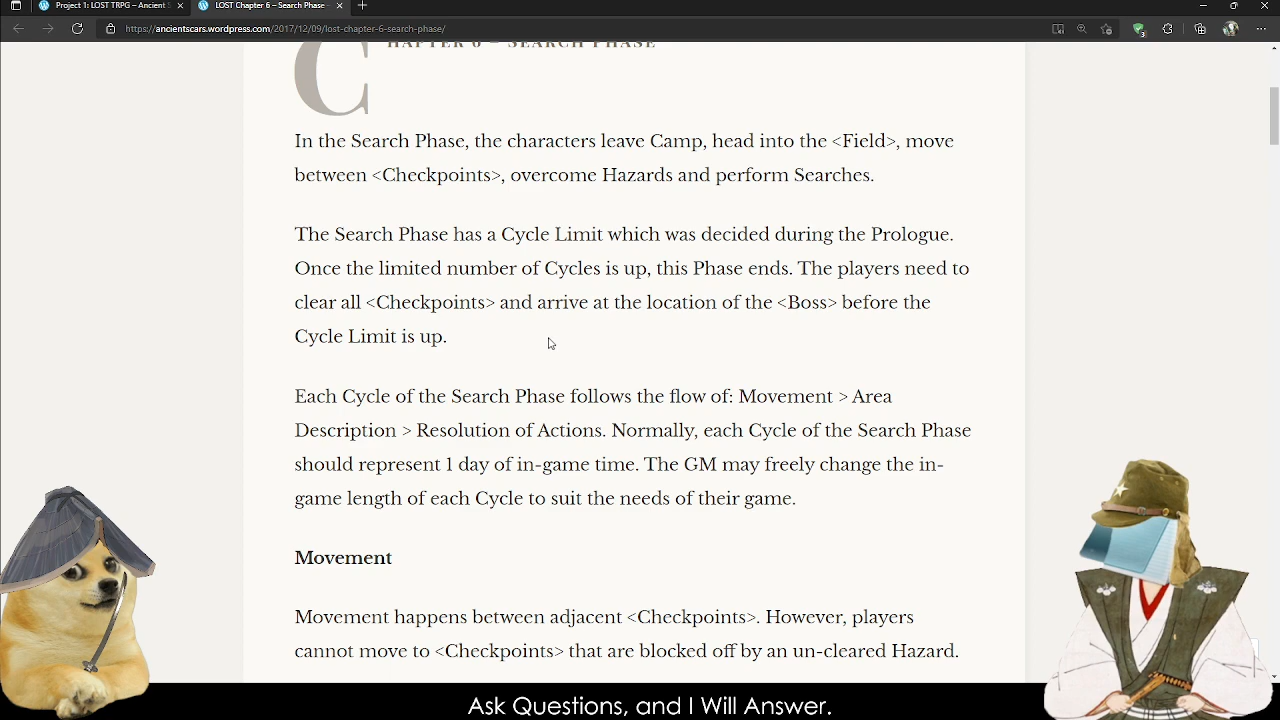 Project 1: LOST TRPG – Ancient S
LOST Chapter 6 – Search Phase –
https://ancientscars.wordpress.com/2017/12/09/lost-chapter-6-search-phase/
CHAPTER 6 – SEARCH PHASE
In the Search Phase, the characters leave Camp, head into the <Field>, move
between <Checkpoints>, overcome Hazards and perform Searches.
The Search Phase has a Cycle Limit which was decided during the Prologue.
Once the limited number of Cycles is up, this Phase ends. The players need to
clear all <Checkpoints> and arrive at the location of the <Boss> before the
Cycle Limit is up.
Each Cycle of the Search Phase follows the flow of: Movement > Area
Description > Resolution of Actions. Normally, each Cycle of the Search Phase
should represent 1 day of in-game time. The GM may freely change the in-
game length of each Cycle to suit the needs of their game.
Movement
Movement happens between adjacent <Checkpoints>. However, players
cannot move to <Checkpoints> that are blocked off by an un-cleared Hazard.
Ask Questions, and I Will Answer.